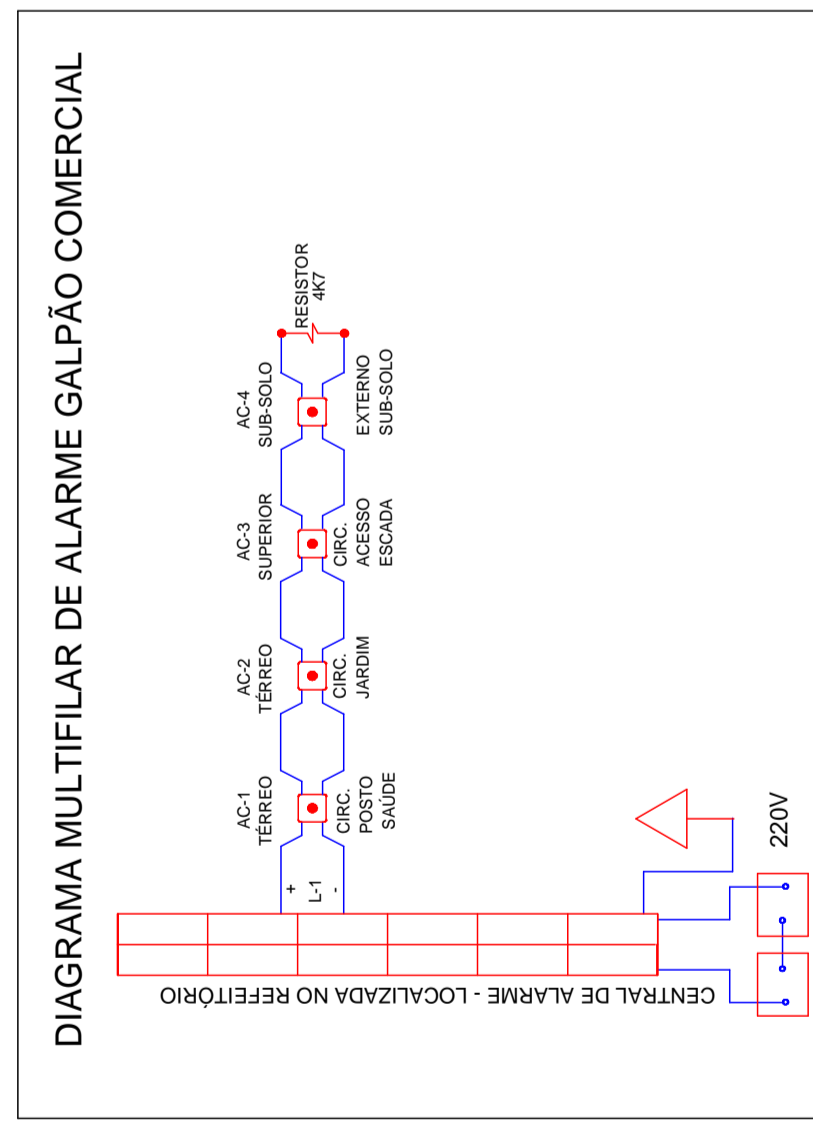 DIAGRAMA MULTIFILAR DE ALARME GALPÃO COMERCIAL
AC-1
TÉRREO
AC-2
TÉRREO
AC-3
SUPERIOR
AC-4
SUB-SOLO
RESISTOR
4K7
+
L-1
-
CIRC.
POSTO
SAÚDE
CIRC.
JARDIM
CIRC.
ACESSO
ESCADA
EXTERNO
SUB-SOLO
CENTRAL DE ALARME - LOCALIZADA NO REFEITÓRIO
220V